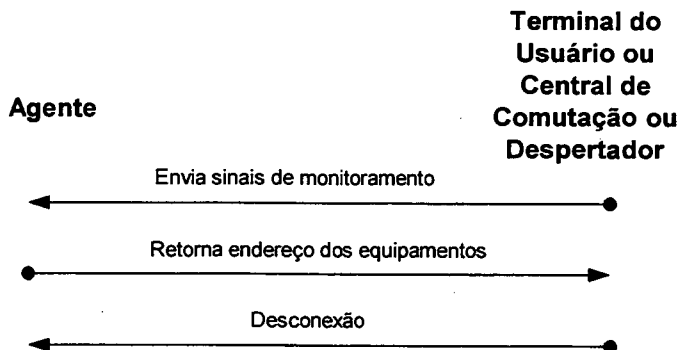 Terminal do
Usuário ou
Central de
Comutação ou
Despertador
Agente
Envia sinais de monitoramento
Retorna endereço dos equipamentos
Desconexão